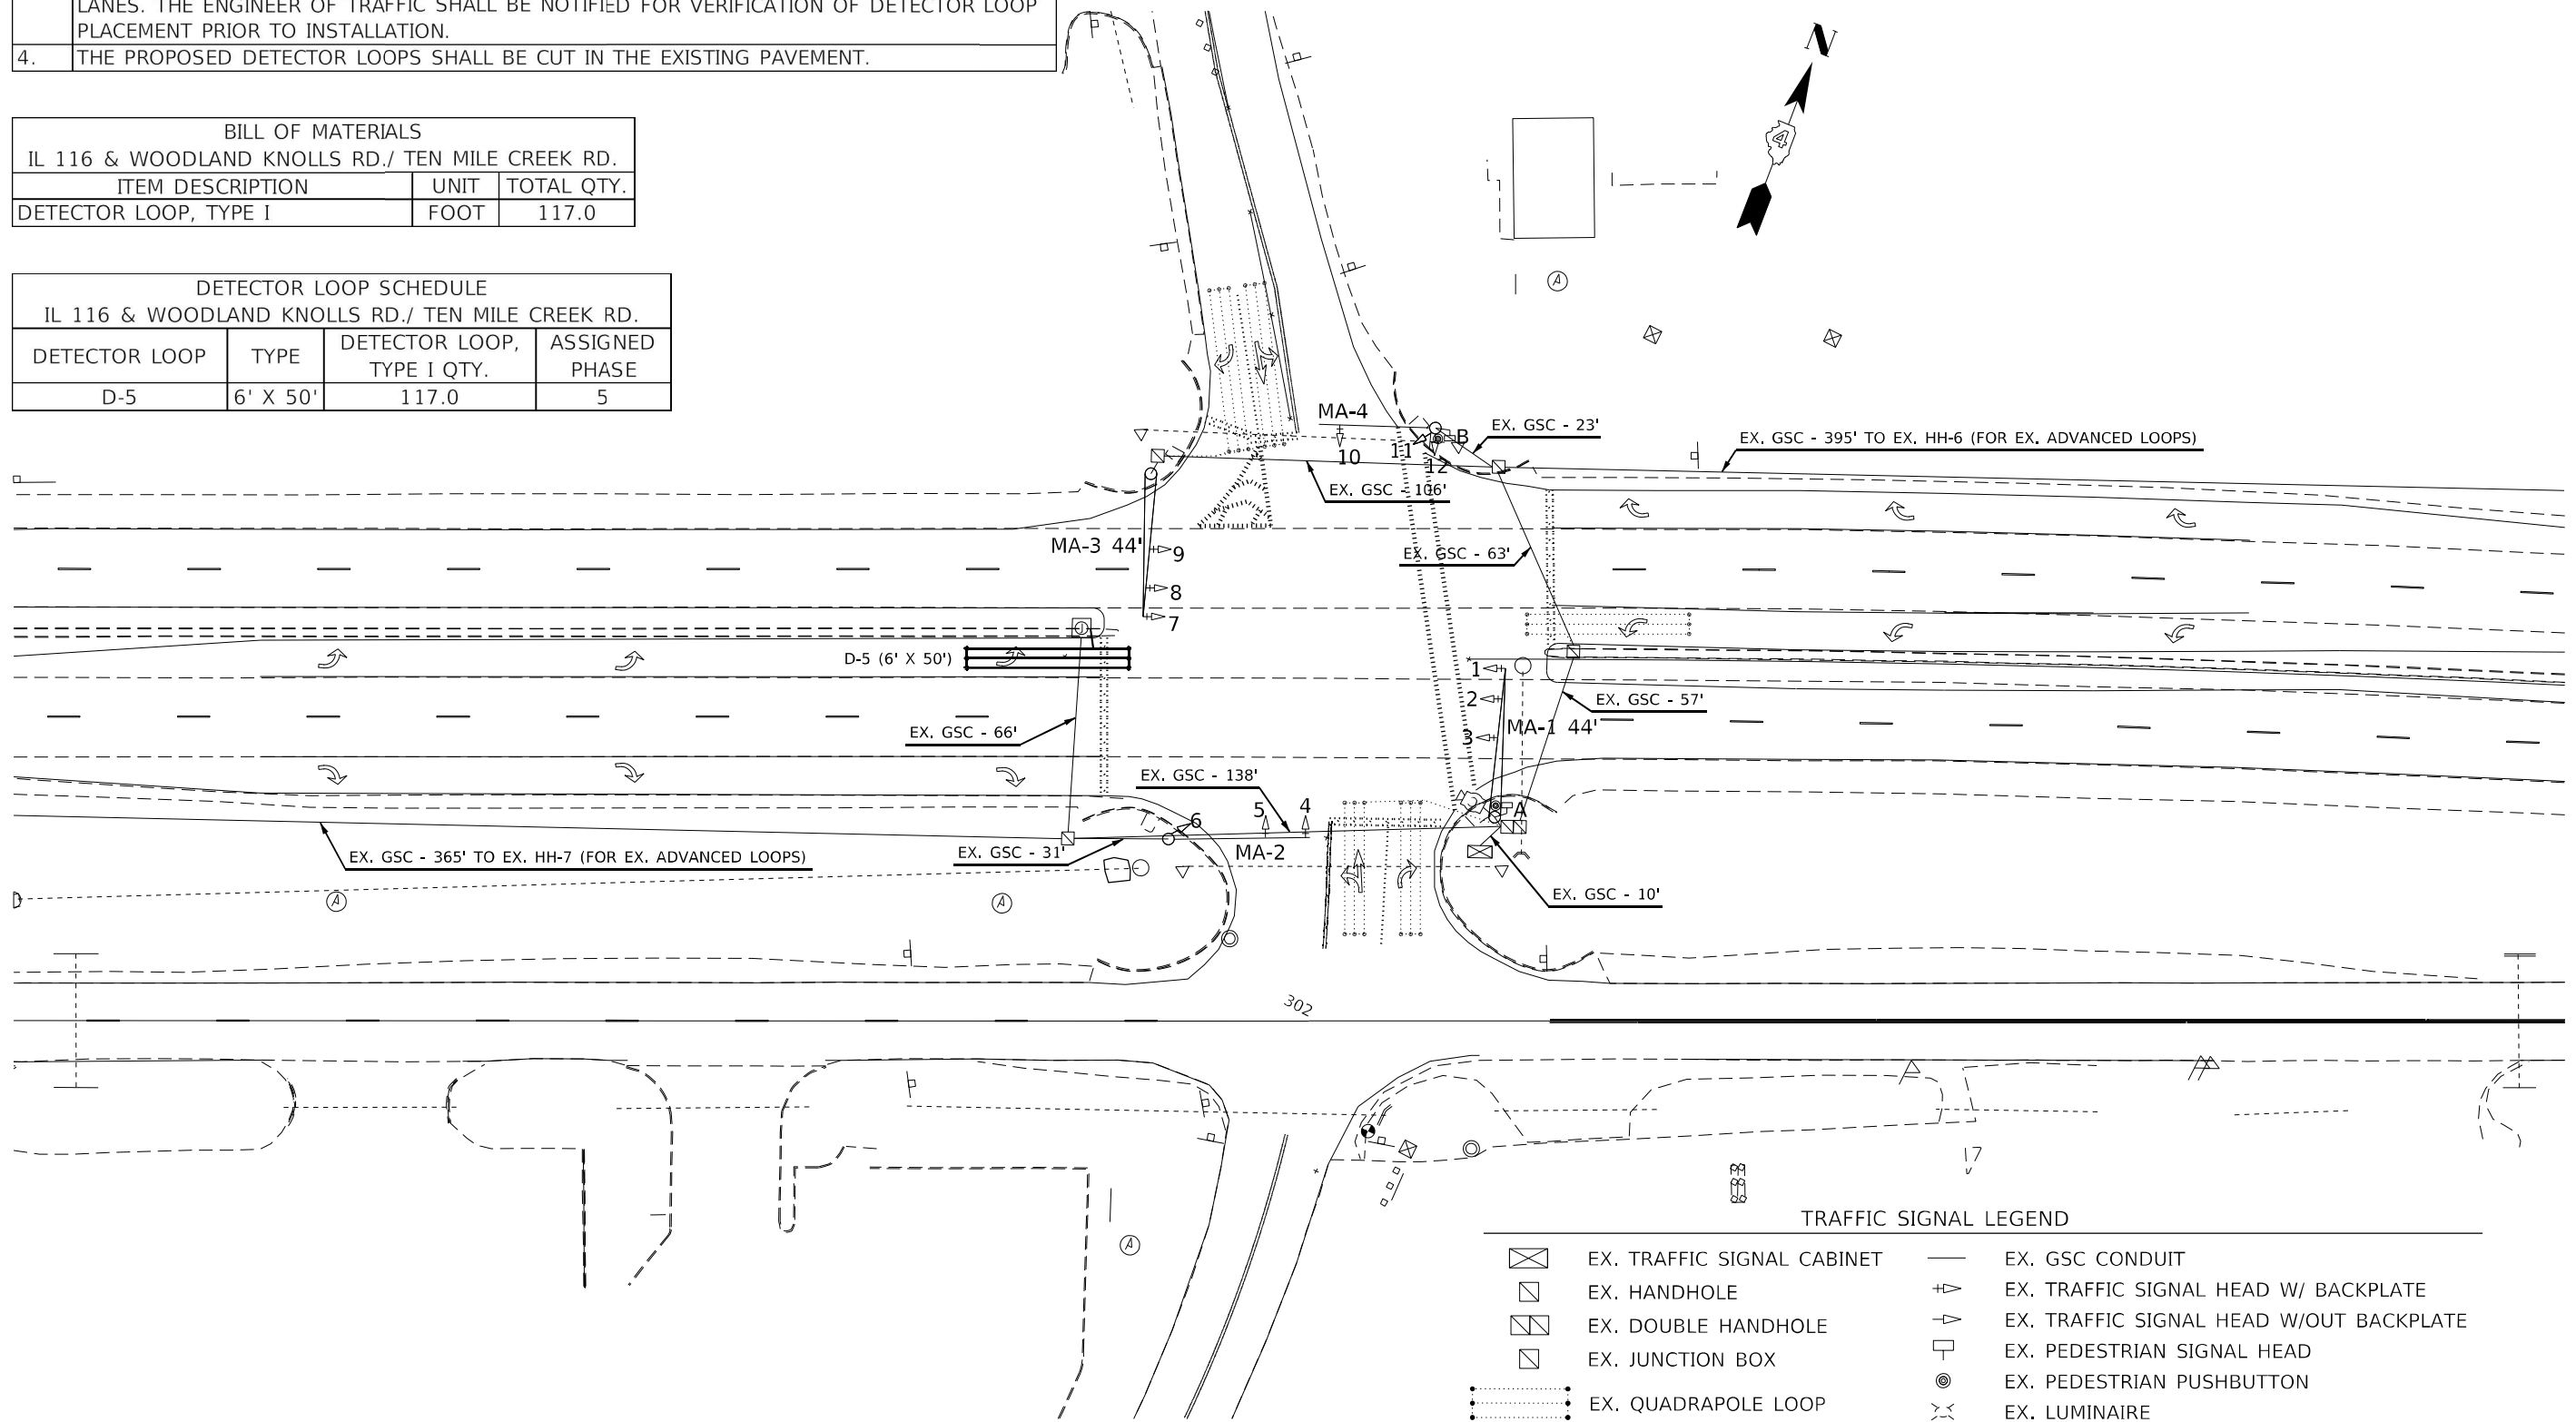 LANES. THE ENGINEER OF TRAFFIC SHALL BE NOTIFIED FOR VERIFICATION OF DETECTOR LOOP
PLACEMENT PRIOR TO INSTALLATION.
4. THE PROPOSED DETECTOR LOOPS SHALL BE CUT IN THE EXISTING PAVEMENT.
N
4
BILL OF MATERIALS
IL 116 & WOODLAND KNOLLS RD./ TEN MILE CREEK RD.
ITEM DESCRIPTION UNIT TOTAL QTY.
DETECTOR LOOP, TYPE I FOOT 117.0
DETECTOR LOOP SCHEDULE
IL 116 & WOODLAND KNOLLS RD./ TEN MILE CREEK RD.
DETECTOR LOOP TYPE DETECTOR LOOP, TYPE I QTY. ASSIGNED PHASE
D-5 6' X 50' 117.0 5
A
MA-4
B
EX. GSC - 23'
EX. GSC - 395' TO EX. HH-6 (FOR EX. ADVANCED LOOPS)
10
11
12
EX. GSC - 106'
MA-3 44'
9
EX. GSC - 63'
8
7
D-5 (6' X 50')
1
2
EX. GSC - 57'
EX. GSC - 66'
3
MA-1 44'
EX. GSC - 138'
5
4
6
A
EX. GSC - 365' TO EX. HH-7 (FOR EX. ADVANCED LOOPS)
EX. GSC - 31'
MA-2
EX. GSC - 10'
A
A
302
A
TRAFFIC SIGNAL LEGEND
EX. TRAFFIC SIGNAL CABINET
EX. HANDHOLE
EX. DOUBLE HANDHOLE
EX. JUNCTION BOX
EX. QUADRAPOLE LOOP
EX. GSC CONDUIT
EX. TRAFFIC SIGNAL HEAD W/ BACKPLATE
EX. TRAFFIC SIGNAL HEAD W/OUT BACKPLATE
EX. PEDESTRIAN SIGNAL HEAD
EX. PEDESTRIAN PUSHBUTTON
EX. LUMINAIRE